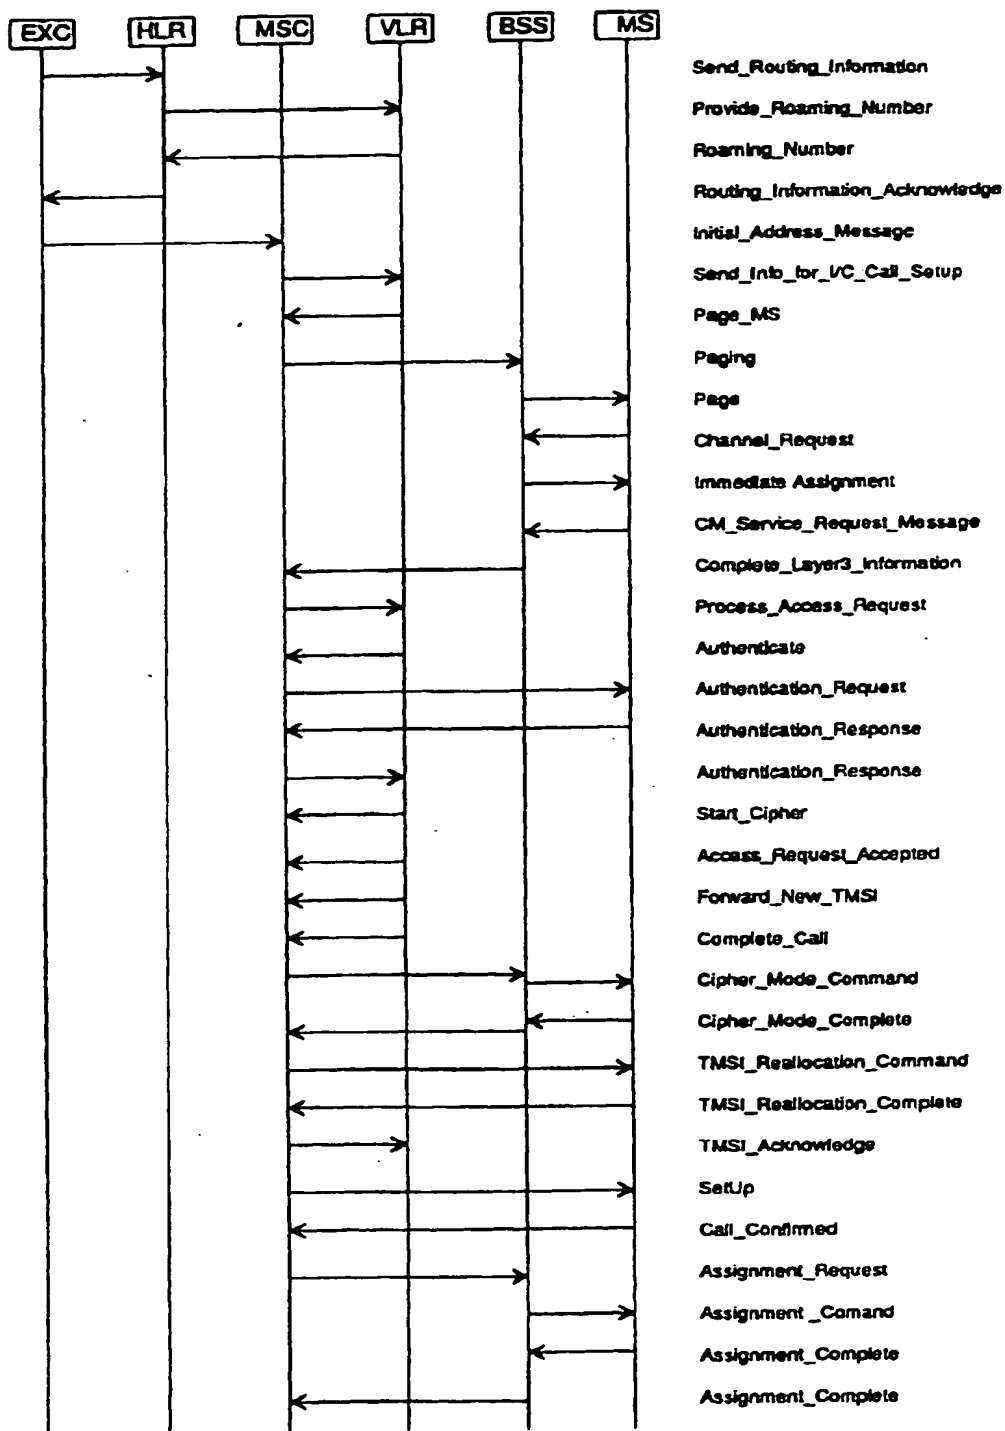 EXC HLR MSC VLR BSS MS
Send_Routing_Information
Provide_Roaming_Number
Roaming_Number
Routing_Information_Acknowledge
Initial_Address_Message
Send_Info_for_I/C_Call_Setup
Page_MS
Paging
Page
Channel_Request
Immediate Assignment
CM_Service_Request_Message
Complete_Layer3_Information
Process_Access_Request
Authenticate
Authentication_Request
Authentication_Response
Authentication_Response
Start_Cipher
Access_Request_Accepted
Forward_New_TMSI
Complete_Call
Cipher_Mode_Command
Cipher_Mode_Complete
TMSI_Reallocation_Command
TMSI_Reallocation_Complete
TMSI_Acknowledge
SetUp
Call_Confirmed
Assignment_Request
Assignment _Comand
Assignment_Complete
Assignment_Complete